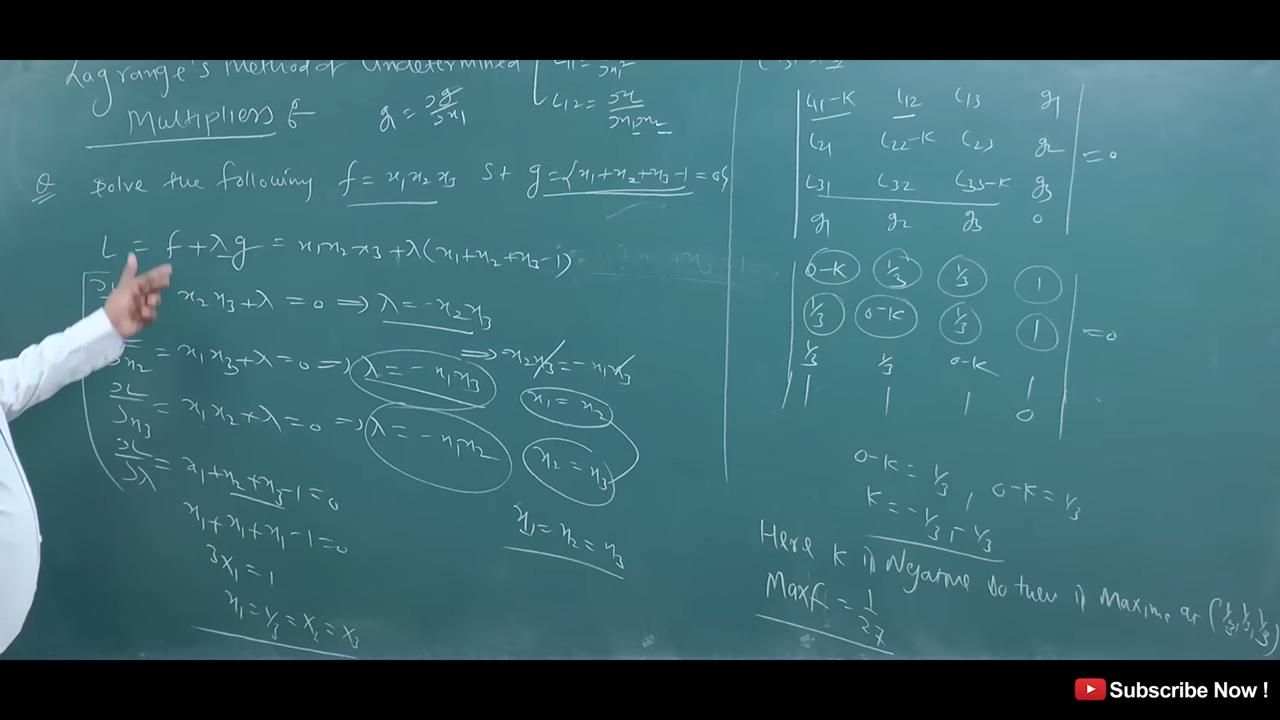 Lagrange's Method of Undetermined
Multipliers
g = ∂g/∂x1
L12 = ∂L/∂x1∂x2
Q Solve the following f = x1x2x3 S+ g = {x1+x2+x3-1=0}
L = f+λg = x1x2x3+λ(x1+x2+x3-1)
x2x3+λ=0 ⇒ λ=-x2x3
= x1x3+λ=0 ⇒ λ=-x1x3
⇒ -x2x3=-x1x3
∂L/∂x3 = x1x2+λ=0 ⇒ λ=-x1x2
x1=x2
∂L/∂λ = x1+x2+x3-1=0
x2=x3
x1+x1+x1-1=0
x1=x2=x3
3x1=1
x1=1/3=x2=x3
L11-K L12 L13 g1
L21 L22-K L23 g2 =0
L31 L32 L33-K g3
g1 g2 g3 0
0-K 1/3 1/3 1
1/3 0-K 1/3 1 =0
1/3 1/3 0-K 1
1 1 1 0
0-K=1/3, 0-K=1/3
K=-1/3,-1/3
Here K is Negative So then is Maxima at (1/3,1/3,1/3)
Maxf=1/27
Subscribe Now !